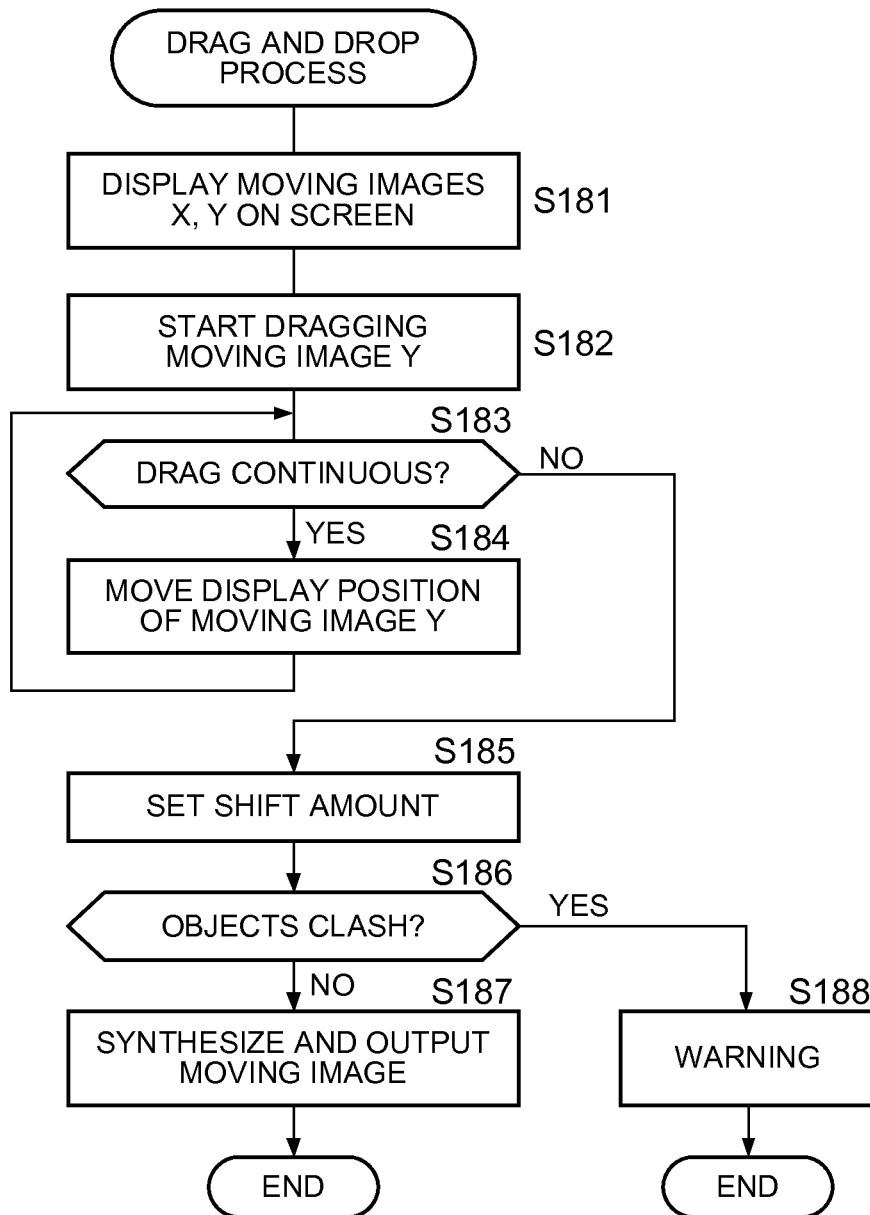 DRAG AND DROP
PROCESS
DISPLAY MOVING IMAGES
X, Y ON SCREEN
S181
START DRAGGING
MOVING IMAGE Y
S182
S183
DRAG CONTINUOUS?
NO
YES
S184
MOVE DISPLAY POSITION
OF MOVING IMAGE Y
S185
SET SHIFT AMOUNT
S186
OBJECTS CLASH?
YES
NO
S187
SYNTHESIZE AND OUTPUT
MOVING IMAGE
S188
WARNING
END
END